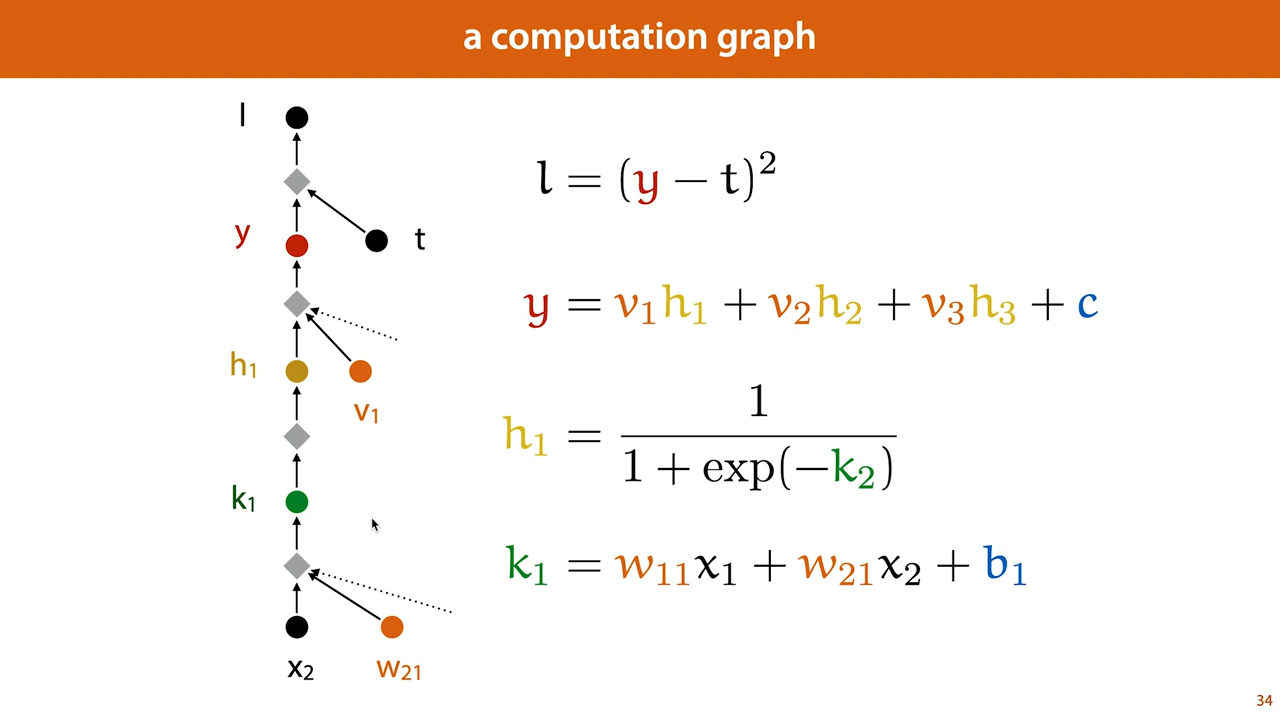 a computation graph
l
y
t
h₁
v₁
k₁
x₂
w₂₁
l = (y − t)²
y = v₁h₁ + v₂h₂ + v₃h₃ + c
h₁ = 1 / (1 + exp(−k₂))
k₁ = w₁₁x₁ + w₂₁x₂ + b₁
34